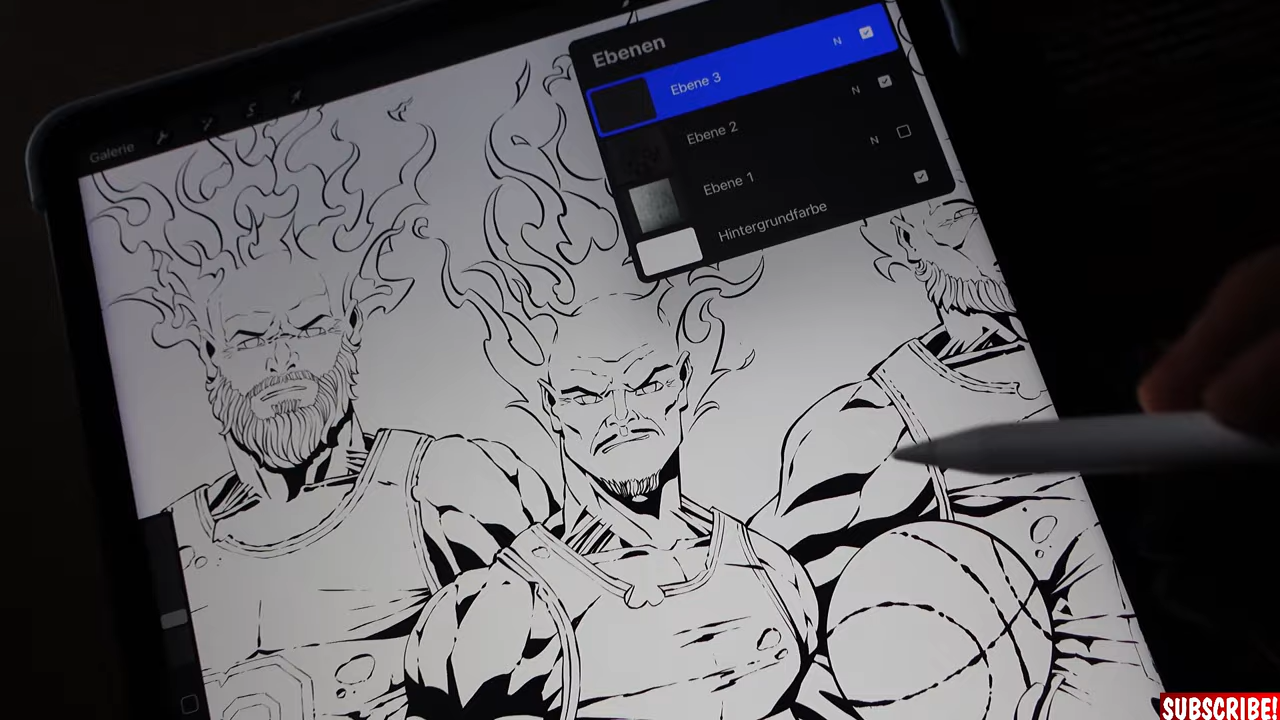 Galerie
Ebenen
Ebene 3
N
Ebene 2
N
Ebene 1
N
Hintergrundfarbe
SUBSCRIBE!